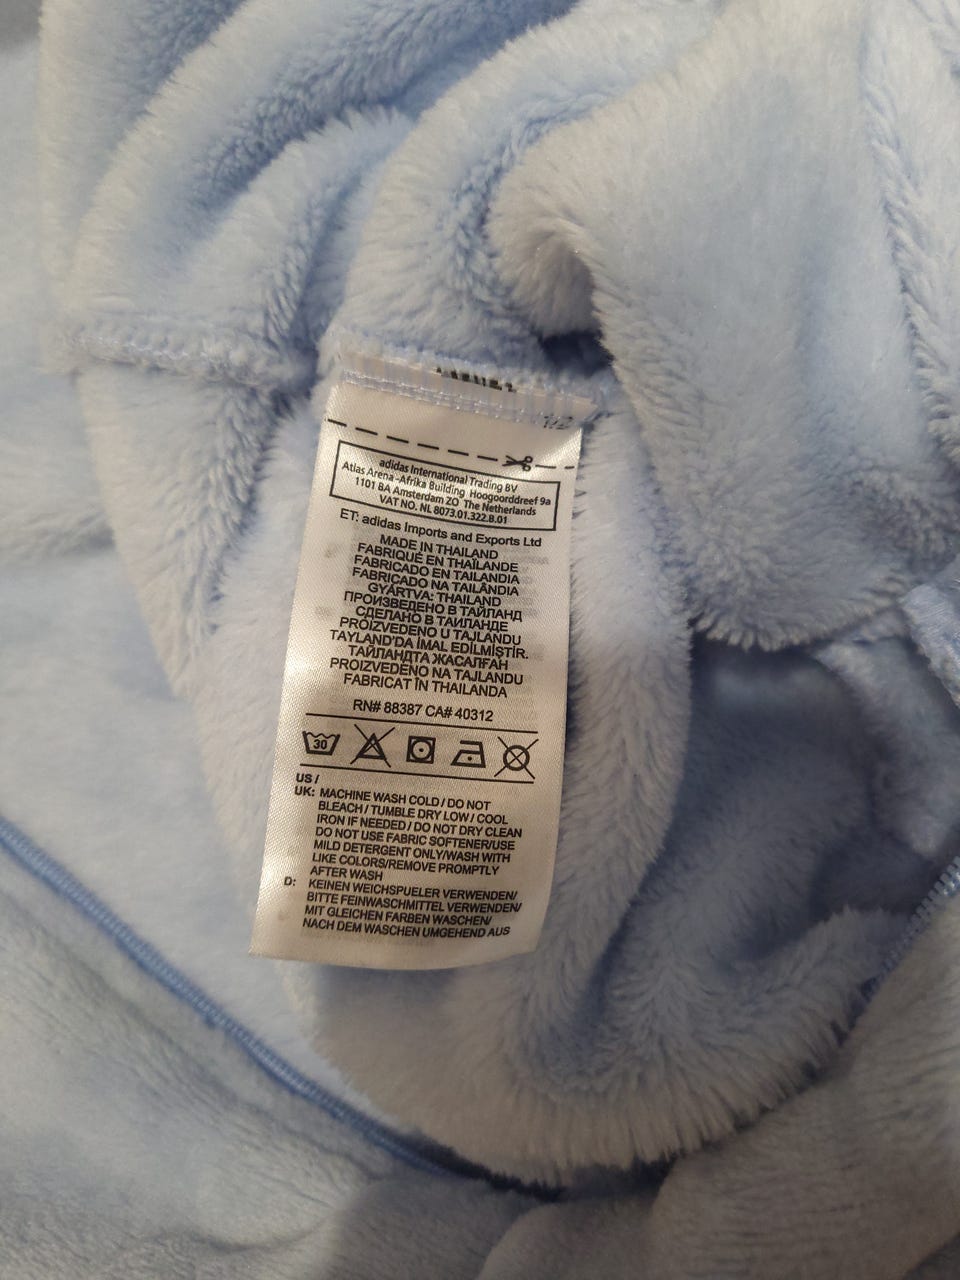 1/2
adidas International Trading BV
Atlas Arena -Afrika Building Hoogoorddreef 9a
1101 BA Amsterdam ZO The Netherlands
VAT NO. NL 8073.01.322.B.01
ET: adidas Imports and Exports Ltd
MADE IN THAILAND
FABRIQUÉ EN THAÏLANDE
FABRICADO EN TAILANDIA
FABRICADO NA TAILÂNDIA
GYÁRTVA: THAILAND
ПРОИЗВЕДЕНО В ТАЙЛАНД
СДЕЛАНО В ТАИЛАНДЕ
PROIZVEDENO U TAJLANDU
TAYLAND'DA İMAL EDİLMİŞTİR.
ТАЙЛАНДТА ЖАСАЛҒАН
PROIZVEDENO NA TAJLANDU
FABRICAT ÎN THAILANDA
RN# 88387 CA# 40312
30
US /
UK: MACHINE WASH COLD / DO NOT
BLEACH / TUMBLE DRY LOW / COOL
IRON IF NEEDED / DO NOT DRY CLEAN
DO NOT USE FABRIC SOFTENER/USE
MILD DETERGENT ONLY/WASH WITH
LIKE COLORS/REMOVE PROMPTLY
AFTER WASH
D: KEINEN WEICHSPUELER VERWENDEN/
BITTE FEINWASCHMITTEL VERWENDEN/
MIT GLEICHEN FARBEN WASCHEN/
NACH DEM WASCHEN UMGEHEND AUS